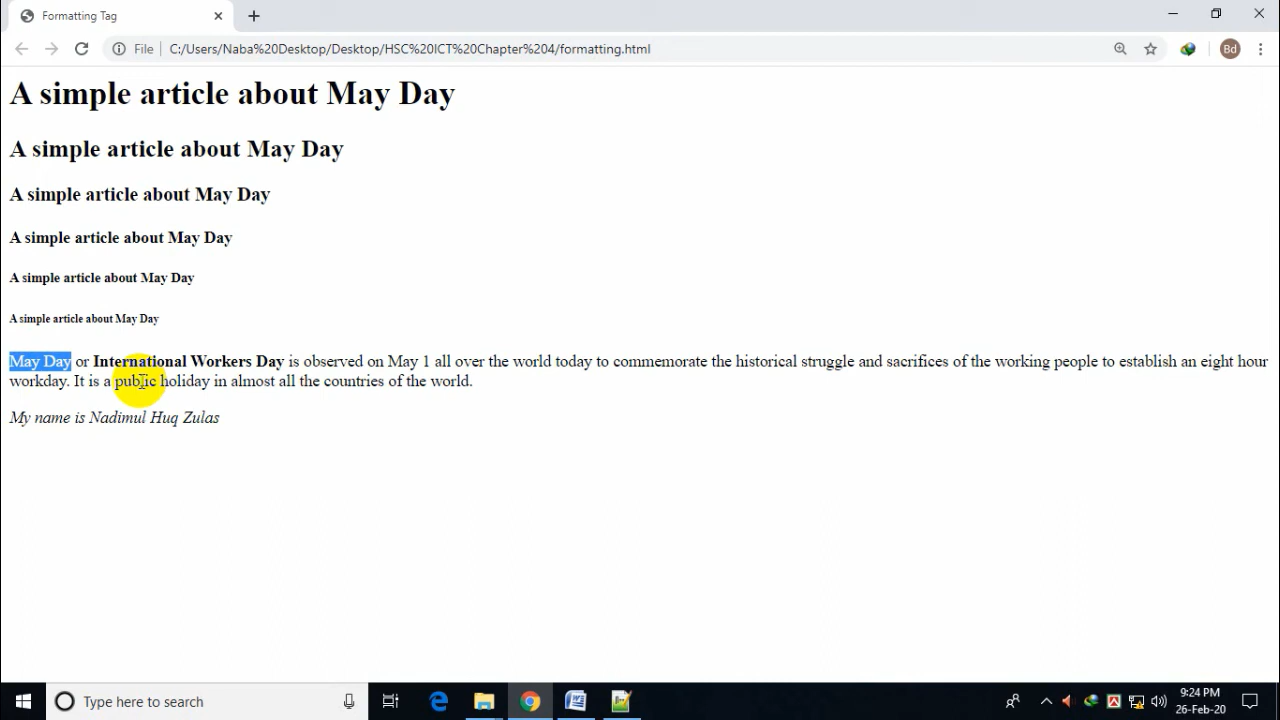 Formatting Tag
File C:/Users/Naba%20Desktop/Desktop/HSC%20ICT%20Chapter%204/formatting.html Bd
A simple article about May Day
A simple article about May Day
A simple article about May Day
A simple article about May Day
A simple article about May Day
A simple article about May Day
May Day or International Workers Day is observed on May 1 all over the world today to commemorate the historical struggle and sacrifices of the working people to establish an eight hour
workday. It is a public holiday in almost all the countries of the world.
My name is Nadimul Huq Zulas
Type here to search
9:24 PM
26-Feb-20